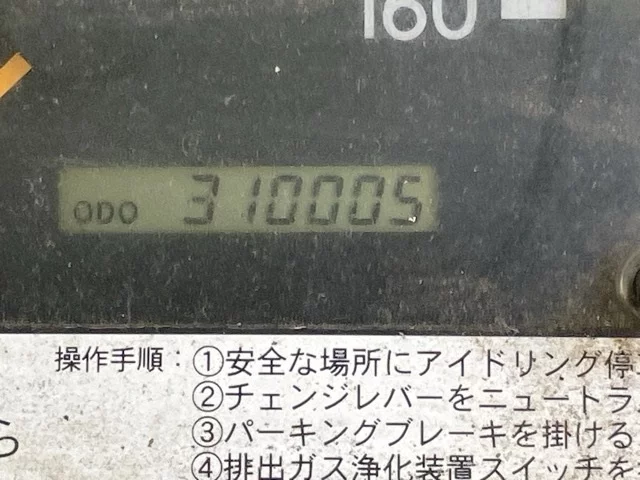 160
ODO 310005
操作手順：①安全な場所にアイドリング停
②チェンジレバーをニュートラ
③パーキングブレーキを掛ける
ら
④排出ガス浄化装置スイッチを